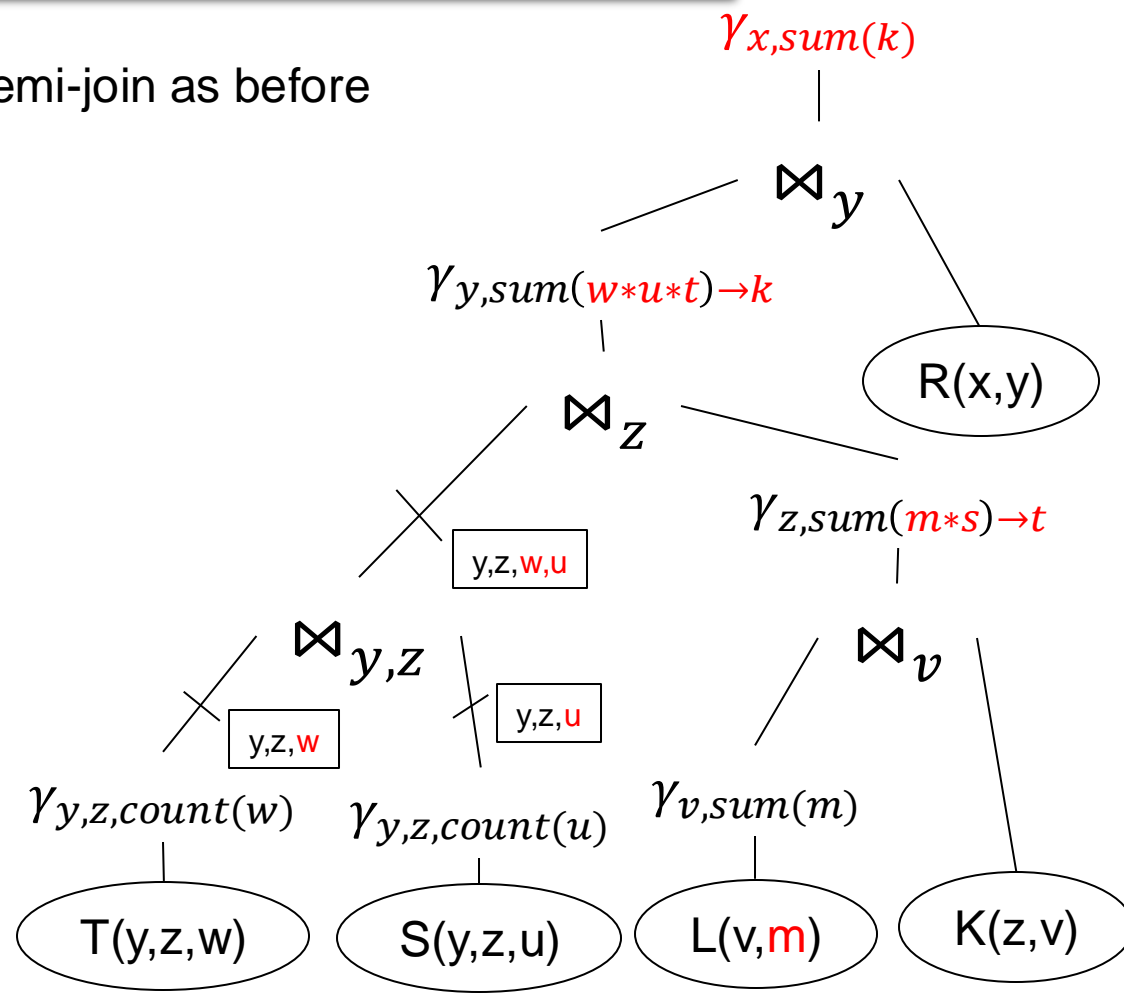 γx,sum(k)
emi-join as before
⋈y
γy,sum(w*u*t)→k
R(x,y)
⋈z
γz,sum(m*s)→t
y,z,w,u
⋈y,z
⋈v
y,z,u
y,z,w
γy,z,count(w)
γy,z,count(u)
γv,sum(m)
T(y,z,w)
S(y,z,u)
L(v,m)
K(z,v)